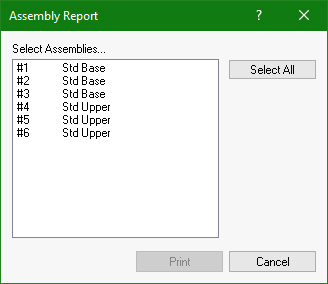 Assembly Report ?
Select Assemblies...
#1 Std Base
#2 Std Base
#3 Std Base
#4 Std Upper
#5 Std Upper
#6 Std Upper
Select All
Print Cancel